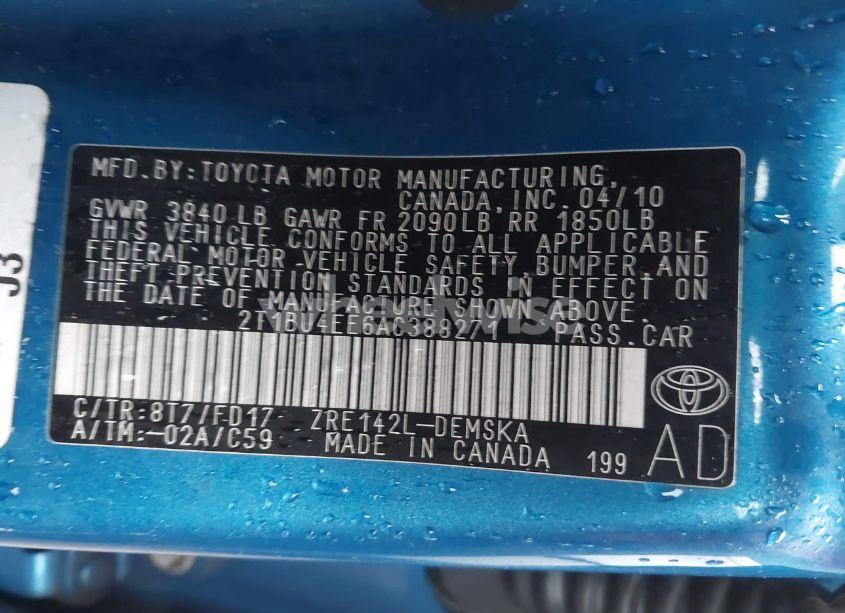 MFD.BY:TOYOTA MOTOR MANUFACTURING,
CANADA, INC. 04/10
GVWR 3840 LB GAWR FR 2090LB RR 1850LB
THIS VEHICLE CONFORMS TO ALL APPLICABLE
FEDERAL MOTOR VEHICLE SAFETY, BUMPER, AND
THEFT PREVENTION STANDARDS IN EFFECT ON
THE DATE OF MANUFACTURE SHOWN ABOVE.
2T1BU4EE6AC388271 PASS.CAR
C/TR:8T7/FD17 ZRE142L-DEMSKA
A/TM:-02A/C59 MADE IN CANADA 199 AD
J3